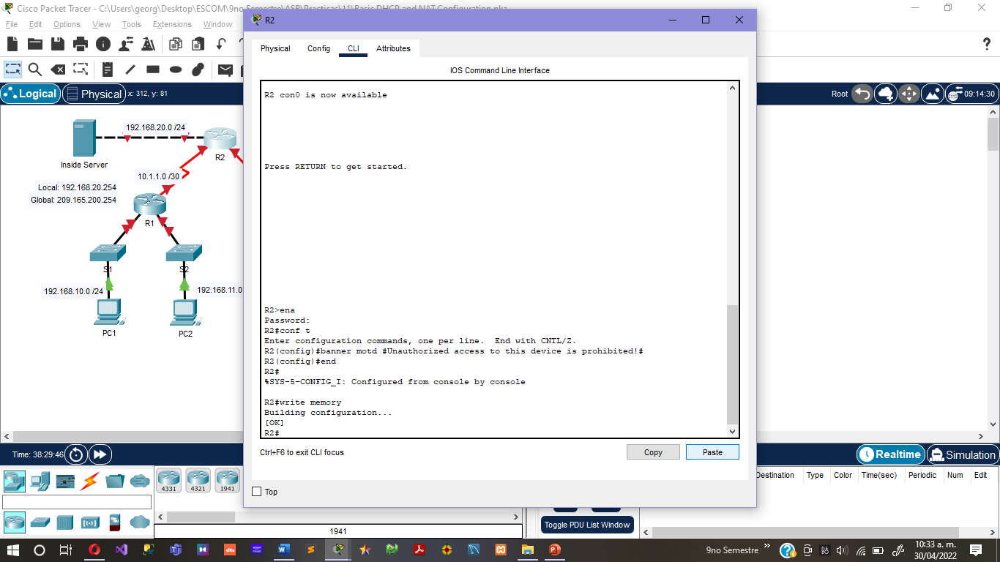 Cisco Packet Tracer - C:\Users\georg\Desktop\ESCOM\9no Semestre\ASR\Practicas\11\Basic DHCP and NAT Configuration.pka
File Edit Options View Tools Extensions Window
R2
Physical Config CLI Attributes
IOS Command Line Interface
R2 con0 is now available
Press RETURN to get started.
R2>ena
Password:
R2#conf t
Enter configuration commands, one per line. End with CNTL/Z.
R2(config)#banner motd #Unauthorized access to this device is prohibited!#
R2(config)#end
R2#
%SYS-5-CONFIG_I: Configured from console by console
R2#write memory
Building configuration...
[OK]
R2#
Ctrl+F6 to exit CLI focus
Copy
Paste
Top
?
Logical
Physical
x: 312, y: 81
Root
09:14:30
192.168.20.0 /24
Inside Server
R2
10.1.1.0 /30
Local: 192.168.20.254
Global: 209.165.200.254
R1
S1
S2
192.168.10.0 /24
192.168.11.0
PC1
PC2
Time: 38:29:46
Realtime
Simulation
4331
4321
1941
1941
Destination Type Color Time(sec) Periodic Num Edit
Toggle PDU List Window
9no Semestre
10:33 a. m.
30/04/2022